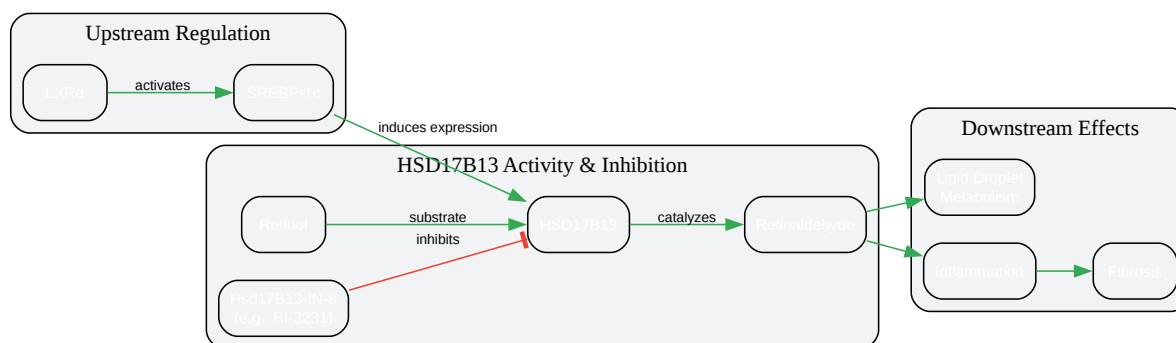 Upstream Regulation
LXRα
activates
SREBP-1c
induces expression
HSD17B13 Activity & Inhibition
Retinol
substrate
inhibits
HSD17B13
catalyzes
Retinaldehyde
Hsd17B13-IN-8
(e.g., BI-3231)
Downstream Effects
Lipid Droplet
Metabolism
Inflammation
Fibrosis